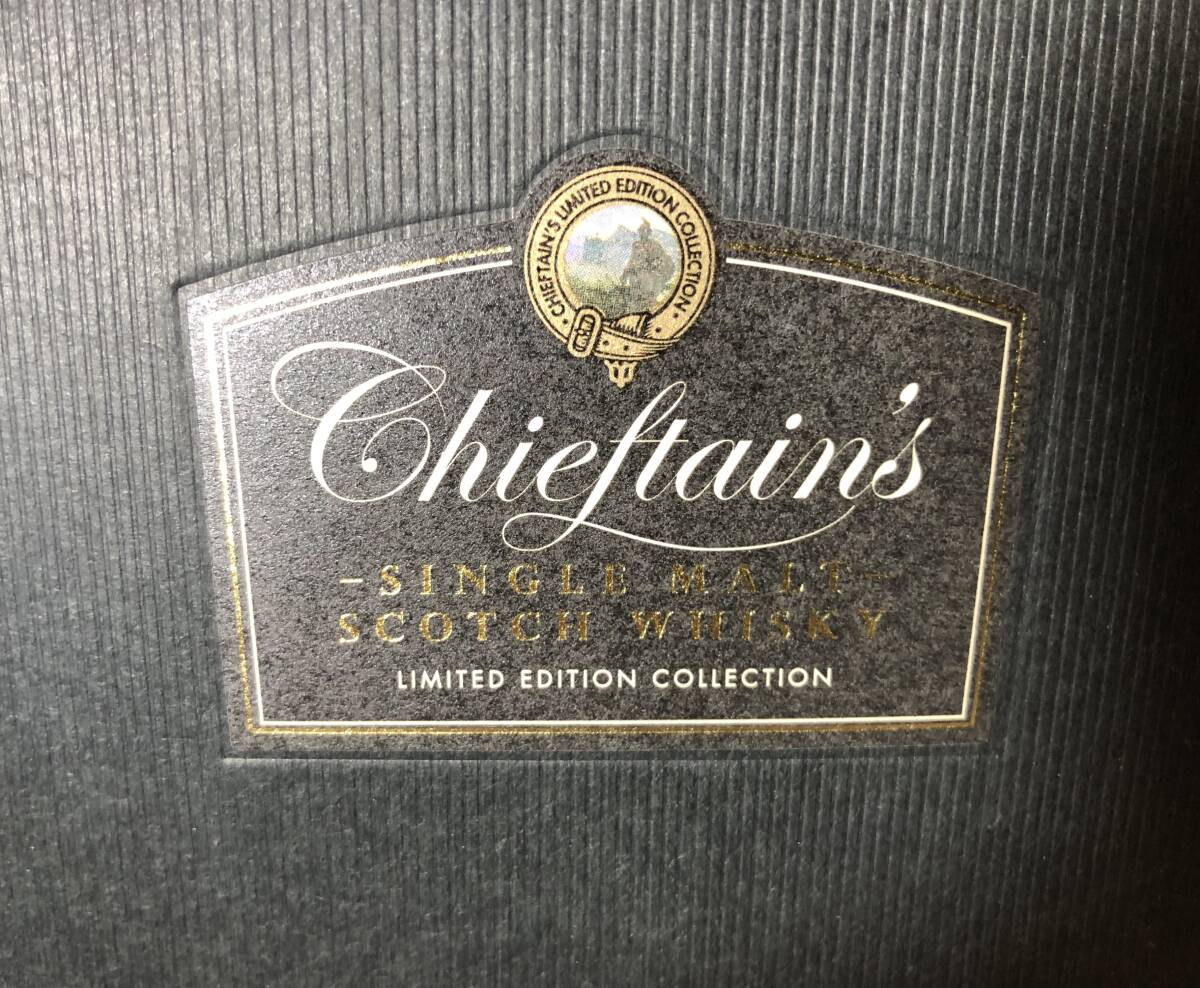 · CHIEFTAIN'S LIMITED EDITION COLLECTION ·
Chieftain's
–SINGLE MALT–
SCOTCH WHISKY
LIMITED EDITION COLLECTION